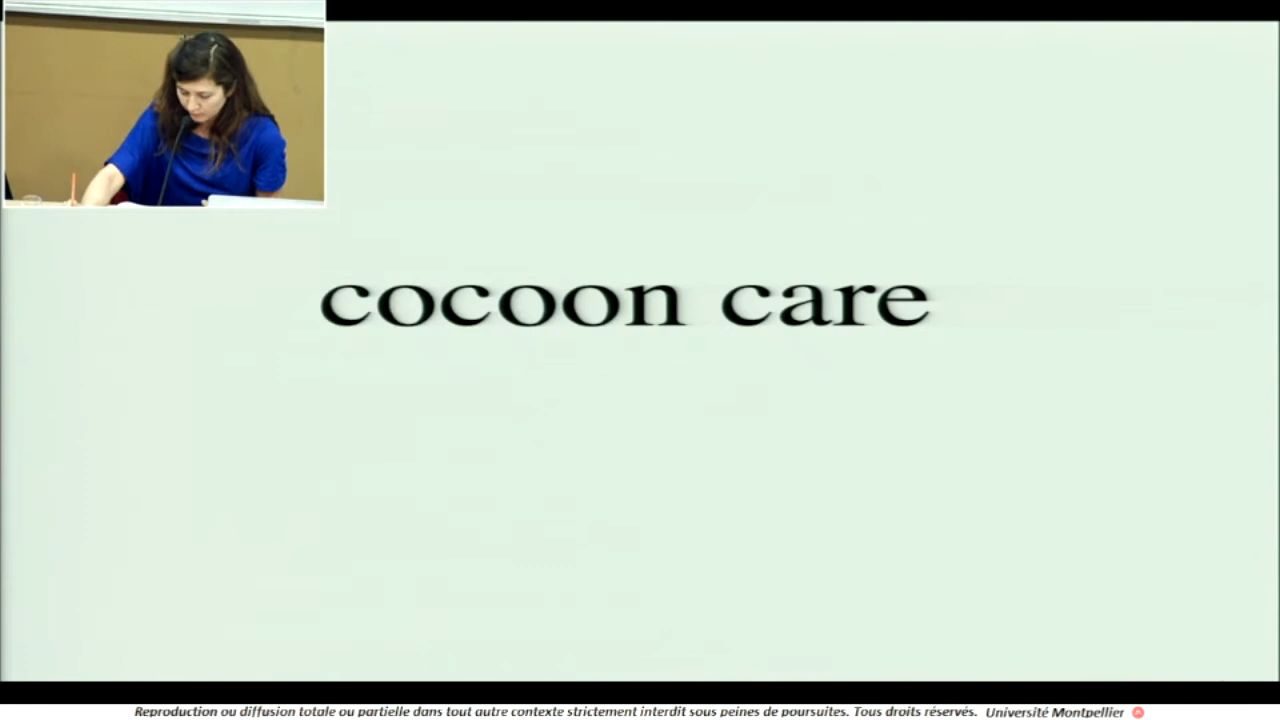 cocoon care
Reproduction ou diffusion totale ou partielle dans tout autre contexte strictement interdit sous peines de poursuites. Tous droits réservés. Université Montpellier